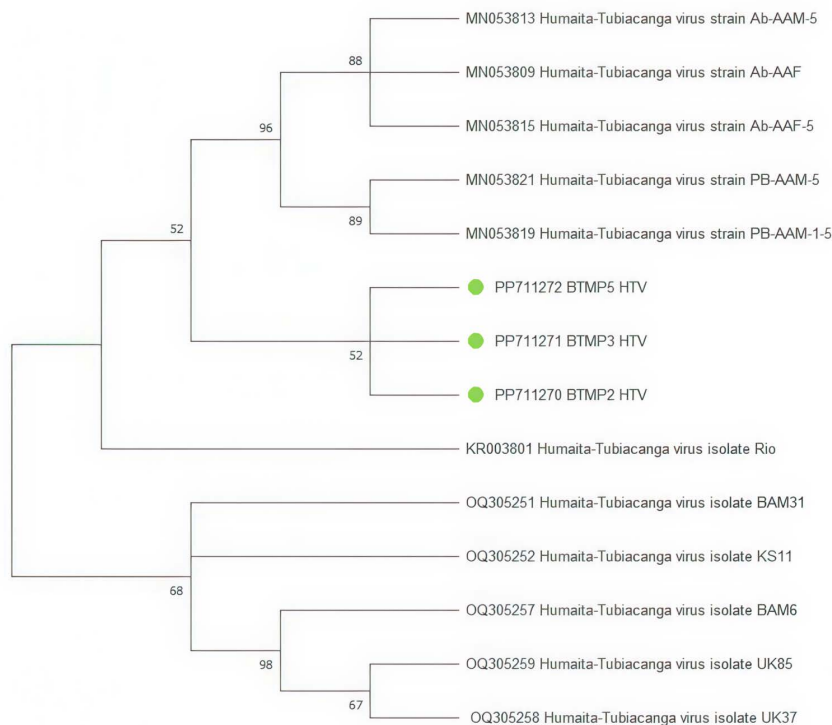 MN053813 Humaita-Tubiacanga virus strain Ab-AAM-5
88
MN053809 Humaita-Tubiacanga virus strain Ab-AAF
96
MN053815 Humaita-Tubiacanga virus strain Ab-AAF-5
MN053821 Humaita-Tubiacanga virus strain PB-AAM-5
89
52
MN053819 Humaita-Tubiacanga virus strain PB-AAM-1-5
PP711272 BTMP5 HTV
PP711271 BTMP3 HTV
52
PP711270 BTMP2 HTV
KR003801 Humaita-Tubiacanga virus isolate Rio
OQ305251 Humaita-Tubiacanga virus isolate BAM31
OQ305252 Humaita-Tubiacanga virus isolate KS11
68
OQ305257 Humaita-Tubiacanga virus isolate BAM6
98
OQ305259 Humaita-Tubiacanga virus isolate UK85
67
OQ305258 Humaita-Tubiacanga virus isolate UK37